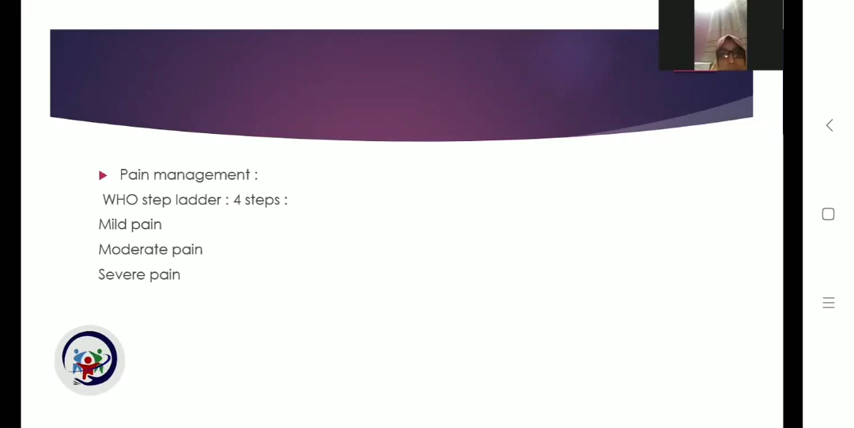 Pain management :
WHO step ladder : 4 steps :
Mild pain
Moderate pain
Severe pain